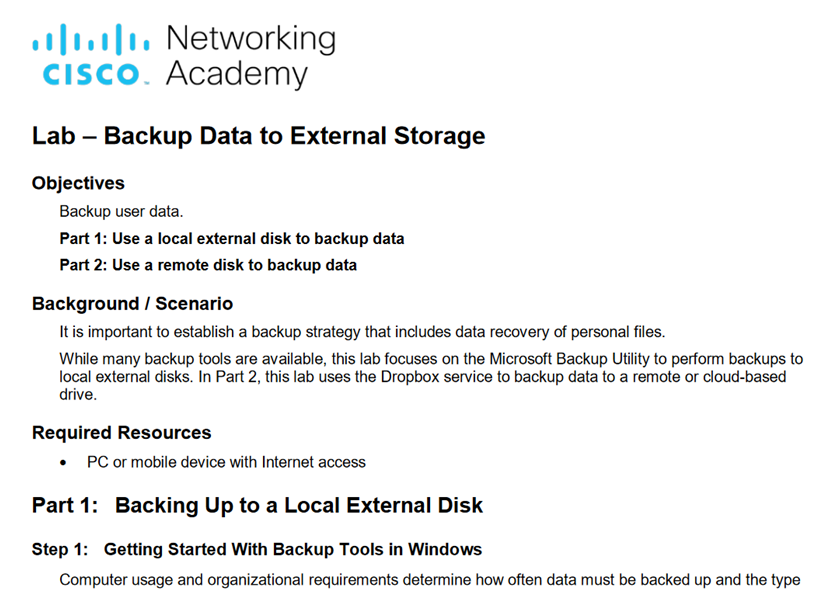 Networking
CISCO Academy
Lab – Backup Data to External Storage
Objectives
Backup user data.
Part 1: Use a local external disk to backup data
Part 2: Use a remote disk to backup data
Background / Scenario
It is important to establish a backup strategy that includes data recovery of personal files.
While many backup tools are available, this lab focuses on the Microsoft Backup Utility to perform backups to
local external disks. In Part 2, this lab uses the Dropbox service to backup data to a remote or cloud-based
drive.
Required Resources
• PC or mobile device with Internet access
Part 1: Backing Up to a Local External Disk
Step 1: Getting Started With Backup Tools in Windows
Computer usage and organizational requirements determine how often data must be backed up and the type